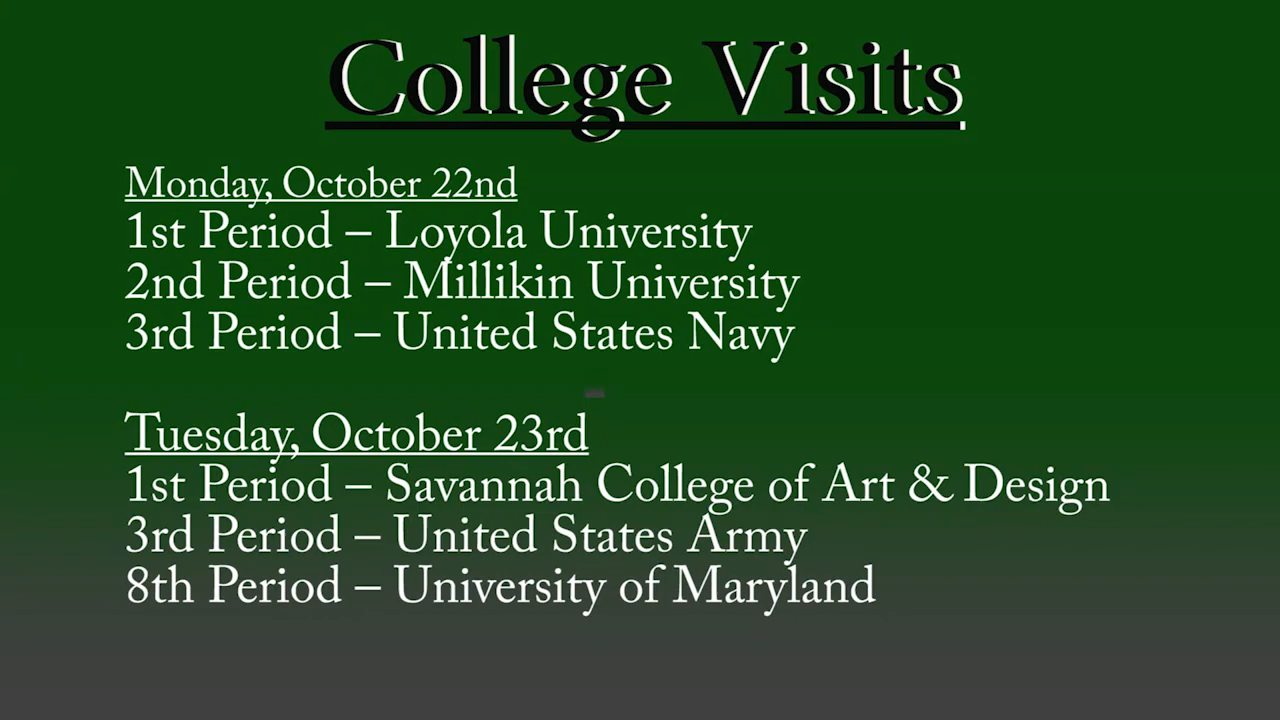 College Visits
Monday, October 22nd
1st Period – Loyola University
2nd Period – Millikin University
3rd Period – United States Navy
Tuesday, October 23rd
1st Period – Savannah College of Art & Design
3rd Period – United States Army
8th Period – University of Maryland